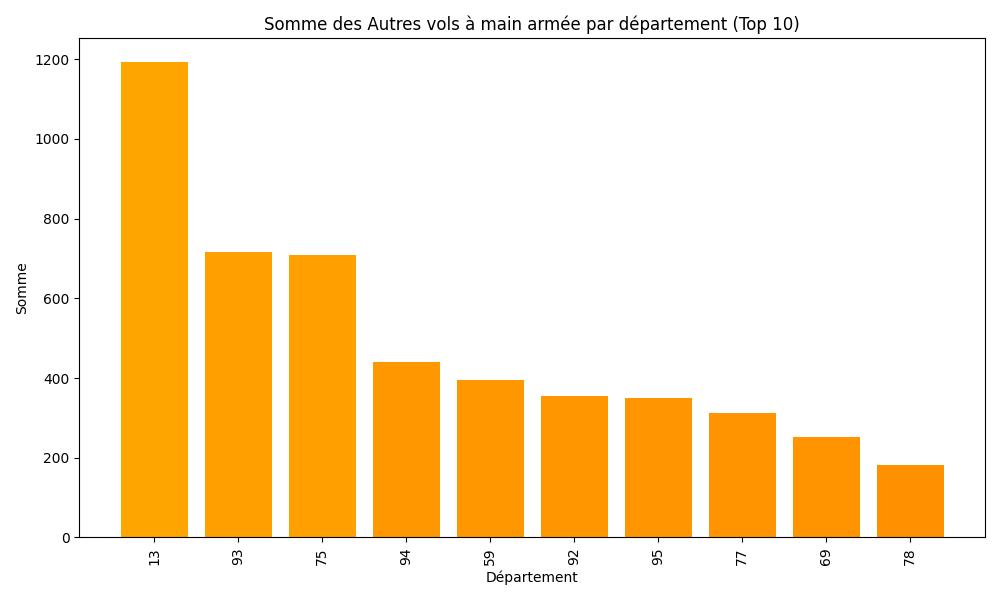 Somme des Autres vols à main armée par département (Top 10)
1200
1000
800
600
400
200
0
Somme
13 93 75 94 59 92 95 77 69 78
Département